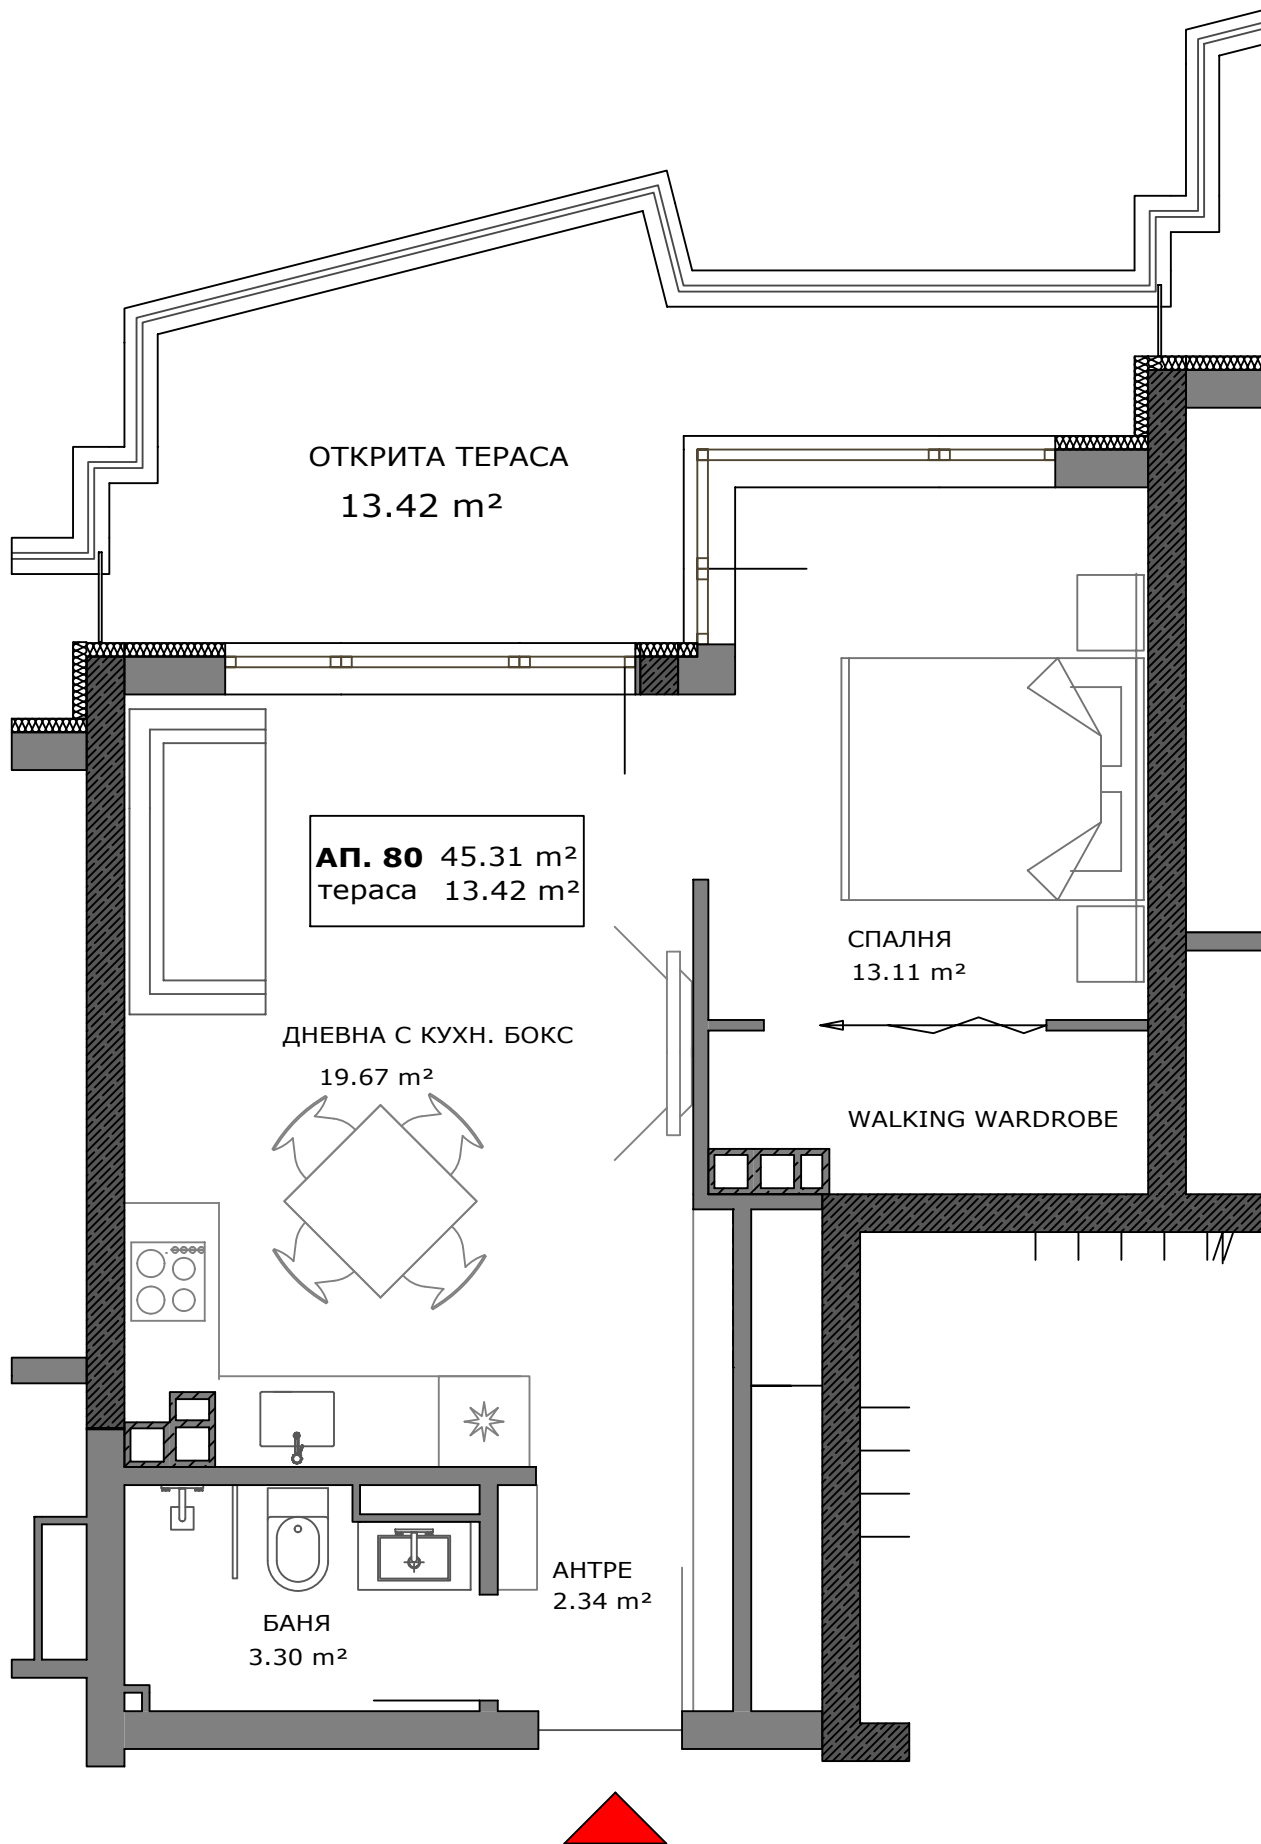 ОТКРИТА ТЕРАСА
13.42 m²
АП. 80 45.31 m²
тераса 13.42 m²
СПАЛНЯ
13.11 m²
ДНЕВНА С КУХН. БОКС
19.67 m²
WALKING WARDROBE
АНТРЕ
2.34 m²
БАНЯ
3.30 m²